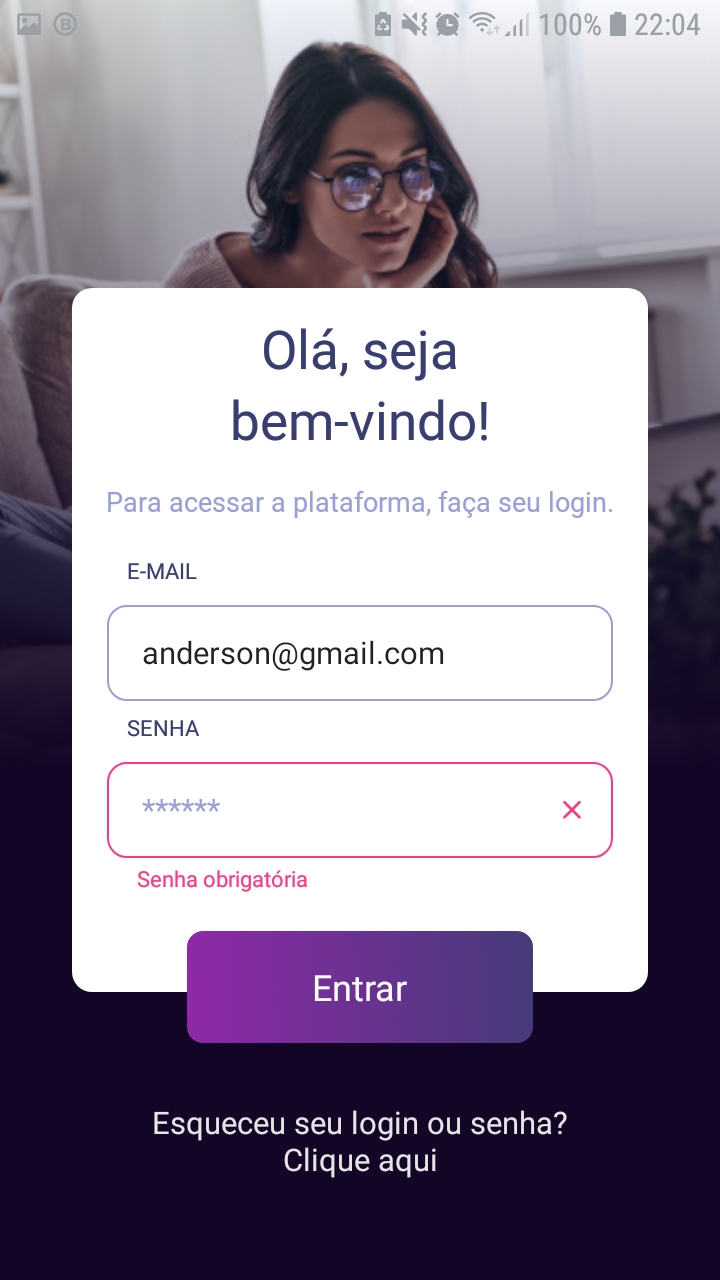 100% 22:04
Olá, seja
bem-vindo!
Para acessar a plataforma, faça seu login.
E-MAIL
anderson@gmail.com
SENHA
******
Senha obrigatória
Entrar
Esqueceu seu login ou senha?
Clique aqui